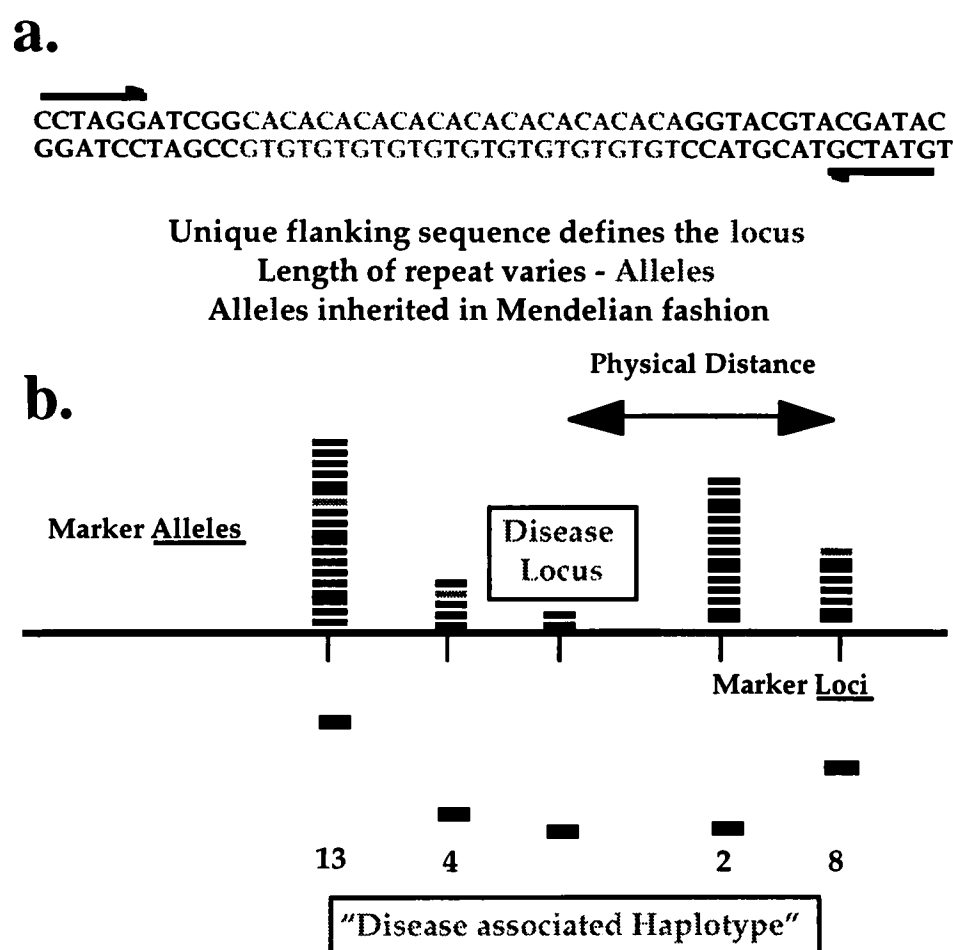 a.
CCTAGGATCGGCACACACACACACACACACACACAGGTACGTACGATAC
GGATCCTAGCCGTGTGTGTGTGTGTGTGTGTGTGTCCATGCATGCTATGT
Unique flanking sequence defines the locus
Length of repeat varies - Alleles
Alleles inherited in Mendelian fashion
Physical Distance
b.
Marker Alleles
Disease
Locus
Marker Loci
13 4 2 8
"Disease associated Haplotype"